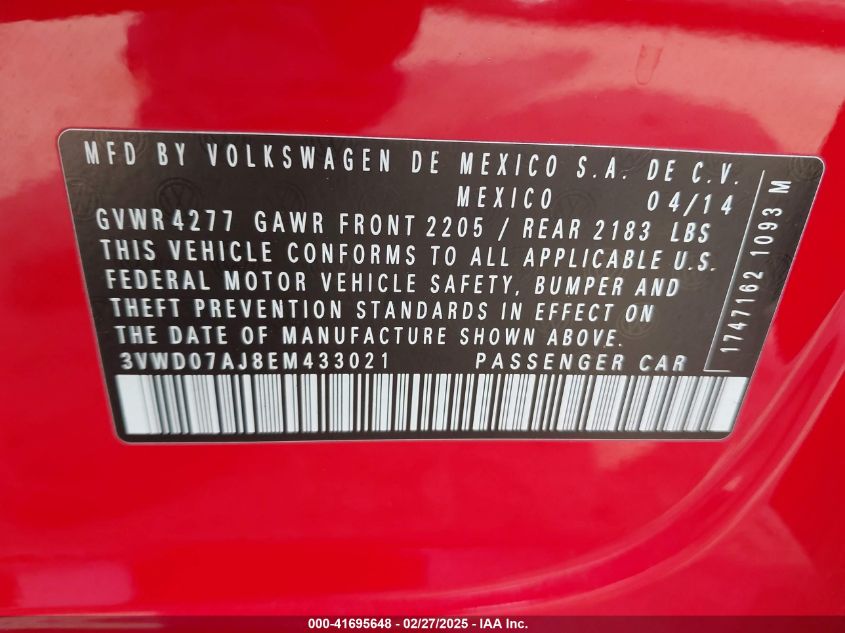 MFD BY VOLKSWAGEN DE MEXICO S.A. DE C.V.
MEXICO 04/14
GVWR 4277 GAWR FRONT 2205 / REAR 2183 LBS
THIS VEHICLE CONFORMS TO ALL APPLICABLE U.S.
FEDERAL MOTOR VEHICLE SAFETY, BUMPER AND
THEFT PREVENTION STANDARDS IN EFFECT ON
THE DATE OF MANUFACTURE SHOWN ABOVE.
3VWD07AJ8EM433021 PASSENGER CAR
1747162 1093 M
000-41695648 - 02/27/2025 - IAA Inc.